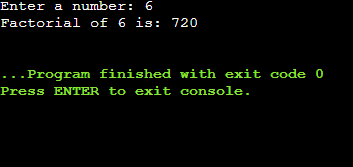 Enter a number: 6
Factorial of 6 is: 720
...Program finished with exit code 0
Press ENTER to exit console.